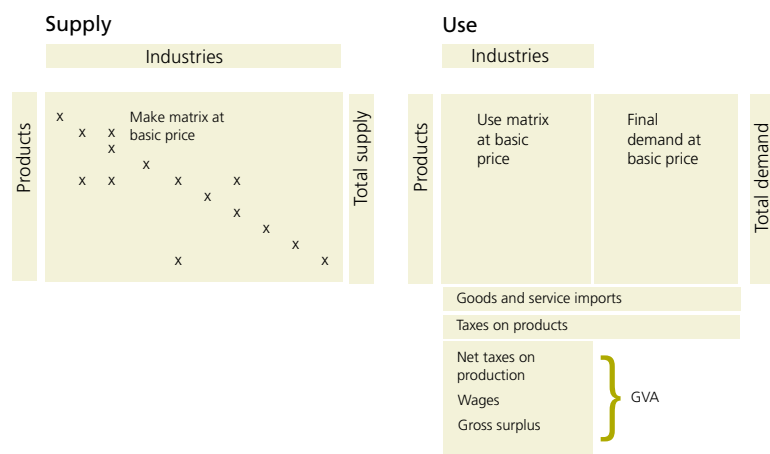 Supply
Industries
Products
Make matrix at
basic price
x
x x
x
x
x x x x
x
x
x
x
x x
Total supply
Use
Industries
Products
Use matrix
at basic
price
Final
demand at
basic price
Total demand
Goods and service imports
Taxes on products
Net taxes on
production
Wages
Gross surplus
GVA